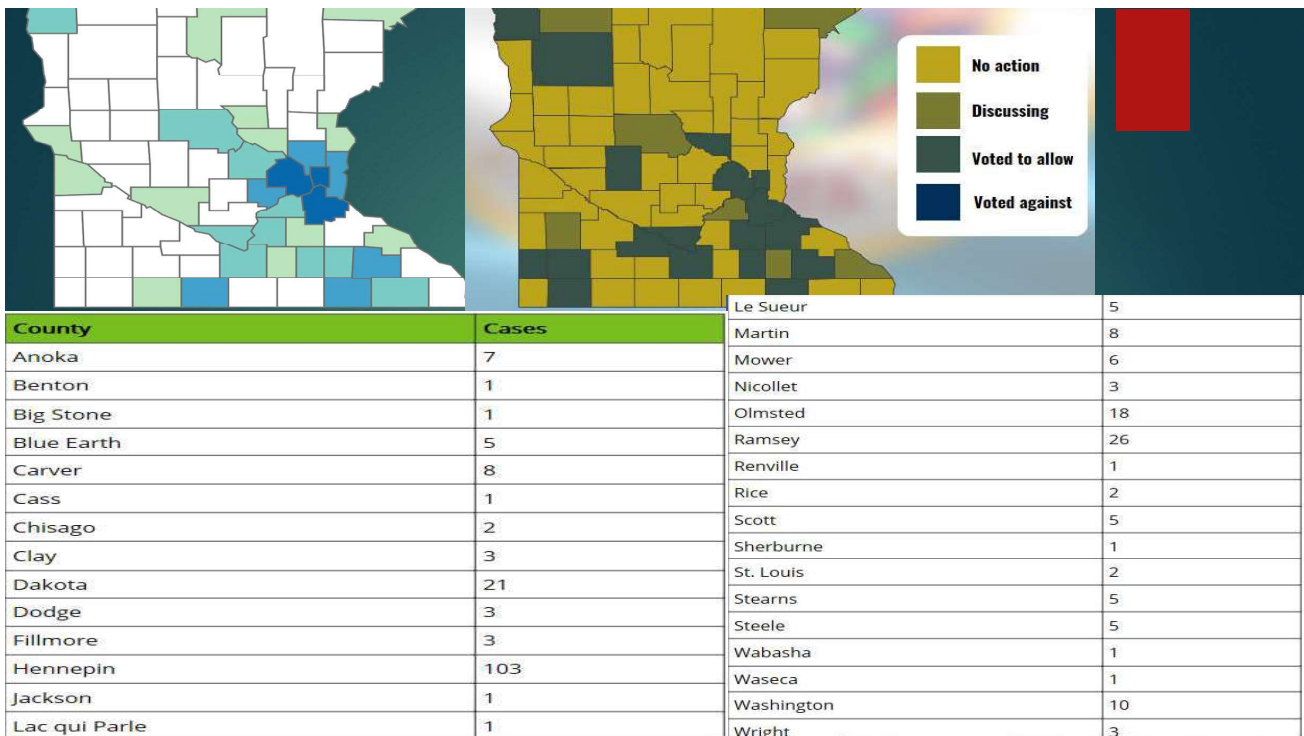 No action
Discussing
Voted to allow
Voted against
County Cases
Anoka 7
Benton 1
Big Stone 1
Blue Earth 5
Carver 8
Cass 1
Chisago 2
Clay 3
Dakota 21
Dodge 3
Fillmore 3
Hennepin 103
Jackson 1
Lac qui Parle 1
Le Sueur 5
Martin 8
Mower 6
Nicollet 3
Olmsted 18
Ramsey 26
Renville 1
Rice 2
Scott 5
Sherburne 1
St. Louis 2
Stearns 5
Steele 5
Wabasha 1
Waseca 1
Washington 10
Wright 3